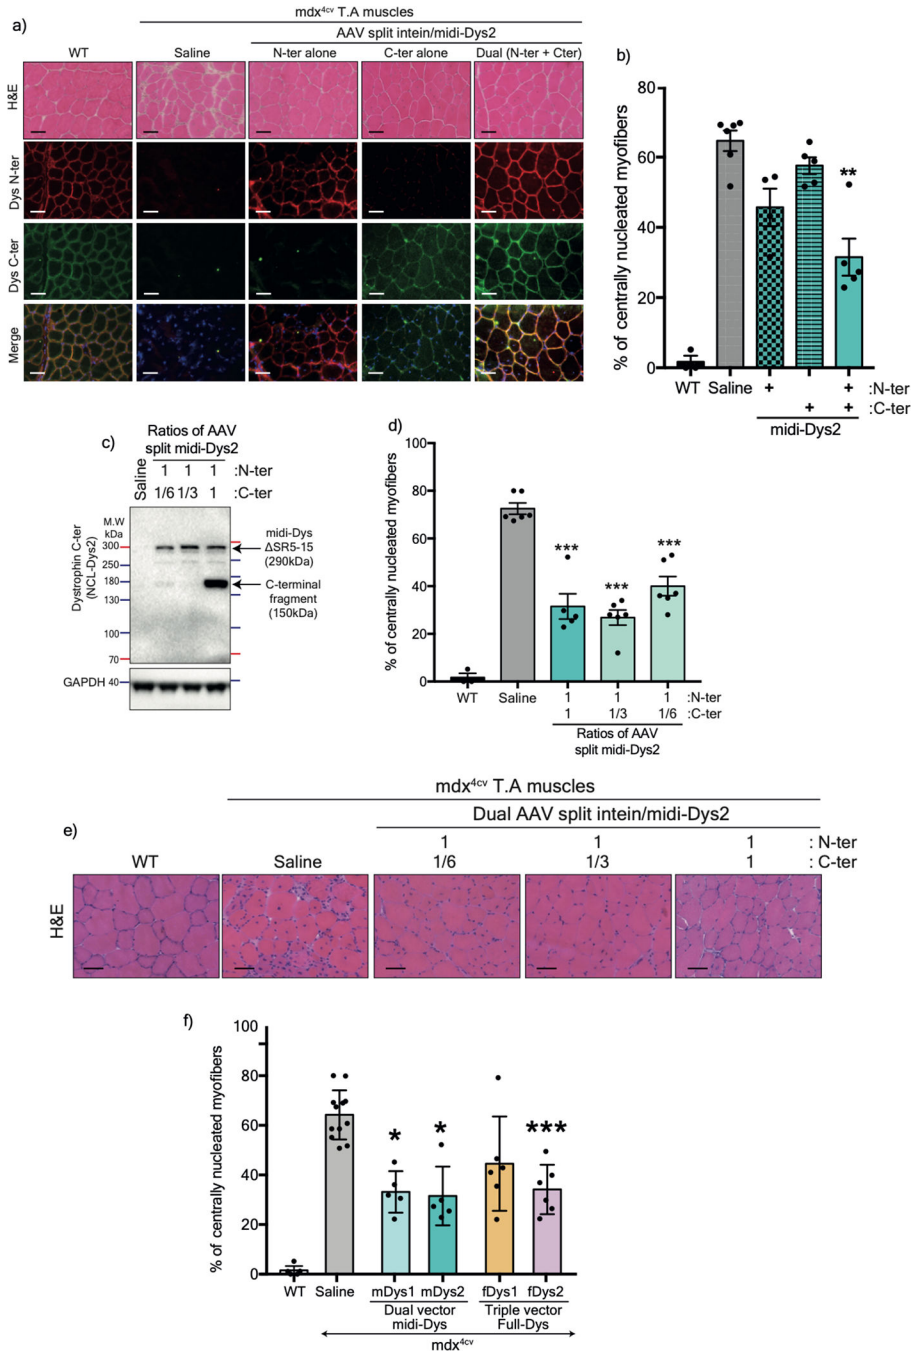 a)
mdx4cv T.A muscles
AAV split intein/midi-Dys2
WT Saline N-ter alone C-ter alone Dual (N-ter + Cter)
H&E
Dys N-ter
Dys C-ter
Merge
b)
% of centrally nucleated myofibers
80
60
40
20
0
WT Saline + + :N-ter
+ + :C-ter
midi-Dys2
**
c)
Ratios of AAV
split midi-Dys2
Saline
1 1 1 :N-ter
1/6 1/3 1 :C-ter
Dystrophin C-ter
(NCL-Dys2)
M.W
kDa
300
250
180
130
100
70
midi-Dys
ΔSR5-15
(290kDa)
C-terminal
fragment
(150kDa)
GAPDH 40
d)
% of centrally nucleated myofibers
100
80
60
40
20
0
***
***
***
WT Saline 1 1 1 :N-ter
1 1/3 1/6 :C-ter
Ratios of AAV
split midi-Dys2
e)
mdx4cv T.A muscles
Dual AAV split intein/midi-Dys2
1 1 1 : N-ter
WT Saline 1/6 1/3 1 : C-ter
H&E
f)
% of centrally nucleated myofibers
100
80
60
40
20
0
*
*
***
WT Saline mDys1 mDys2 fDys1 fDys2
Dual vector Triple vector
midi-Dys Full-Dys
mdx4cv